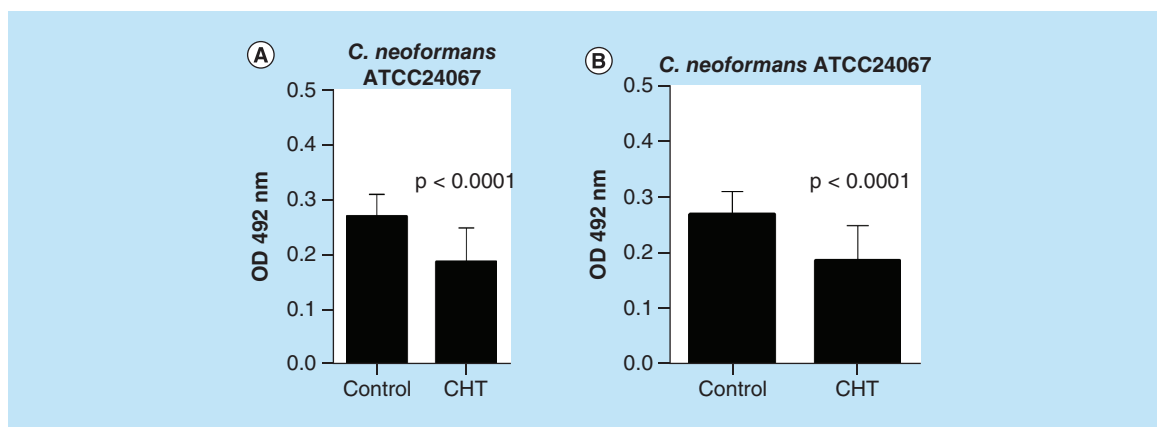 A
C. neoformans
ATCC24067
0.5
0.4
0.3
0.2
0.1
0.0
OD 492 nm
p < 0.0001
Control
CHT
B
C. neoformans ATCC24067
0.5
0.4
0.3
0.2
0.1
0.0
OD 492 nm
p < 0.0001
Control
CHT